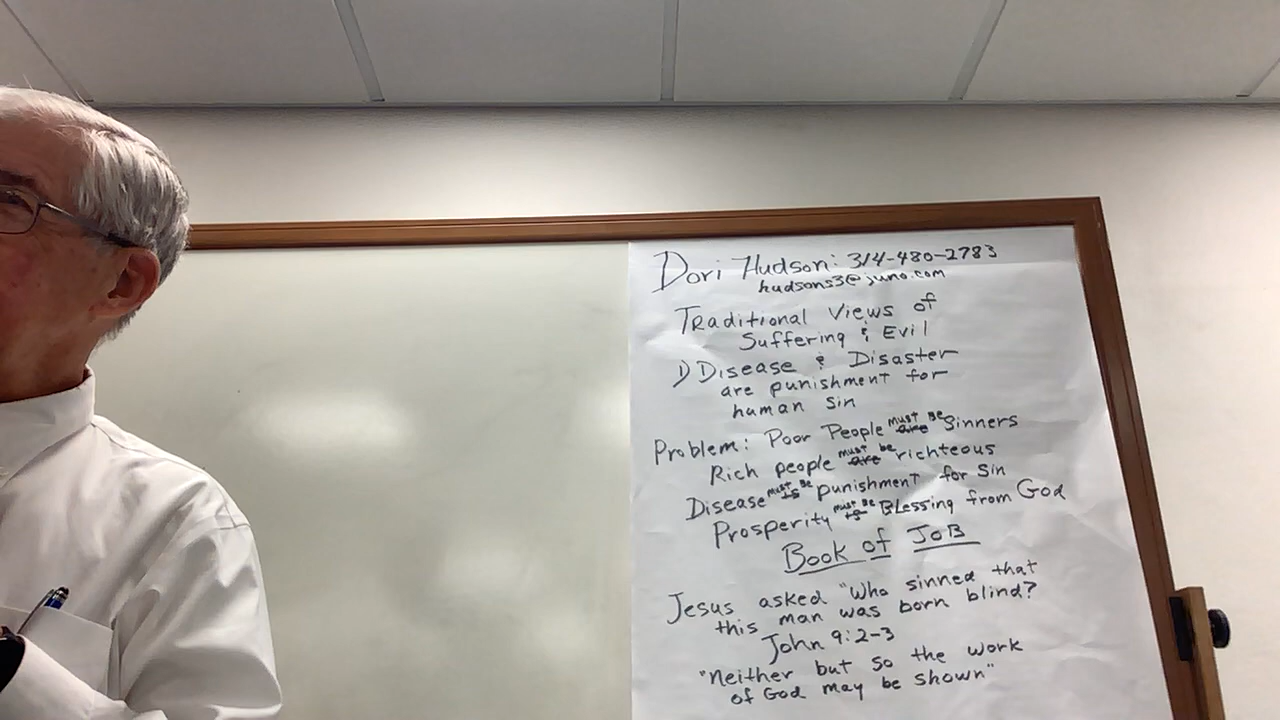 Dori Hudson: 314-480-2783
hudsons3@juno.com
Traditional Views of
Suffering & Evil
1) Disease & Disaster
are punishment for
human sin
Problem: Poor People must be are Sinners
Rich people must be are richteous
Disease must be is punishment for sin
Prosperity must be is Blessing from God
Book of JoB
Jesus asked "Who sinned that
this man was born blind?
John 9:2-3
"Neither but so the work
of God may be shown"